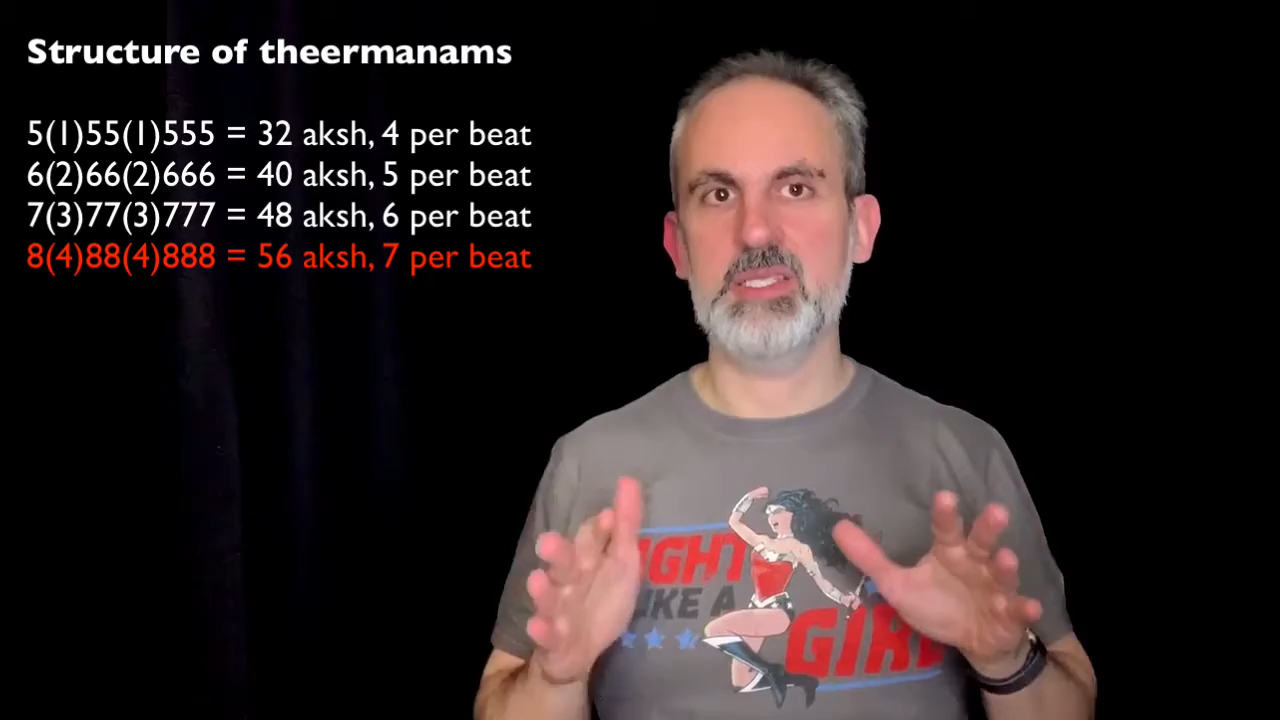 Structure of theermanams
5(1)55(1)555 = 32 aksh, 4 per beat
6(2)66(2)666 = 40 aksh, 5 per beat
7(3)77(3)777 = 48 aksh, 6 per beat
8(4)88(4)888 = 56 aksh, 7 per beat
IGHT
IKE A
GIRL